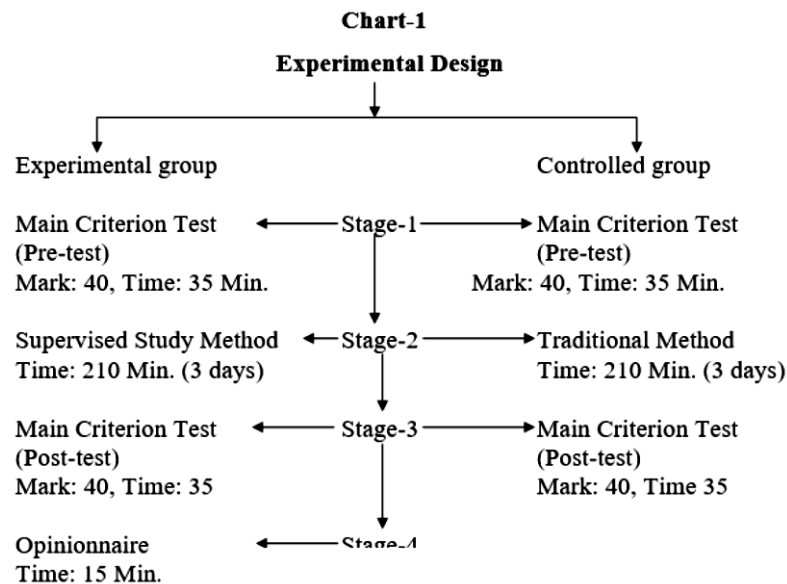 Chart-1
Experimental Design
Experimental group Controlled group
Main Criterion Test Stage-1 Main Criterion Test
(Pre-test) (Pre-test)
Mark: 40, Time: 35 Min. Mark: 40, Time: 35 Min.
Supervised Study Method Stage-2 Traditional Method
Time: 210 Min. (3 days) Time: 210 Min. (3 days)
Main Criterion Test Stage-3 Main Criterion Test
(Post-test) (Post-test)
Mark: 40, Time: 35 Mark: 40, Time 35
Opinionnaire Stage-4
Time: 15 Min.